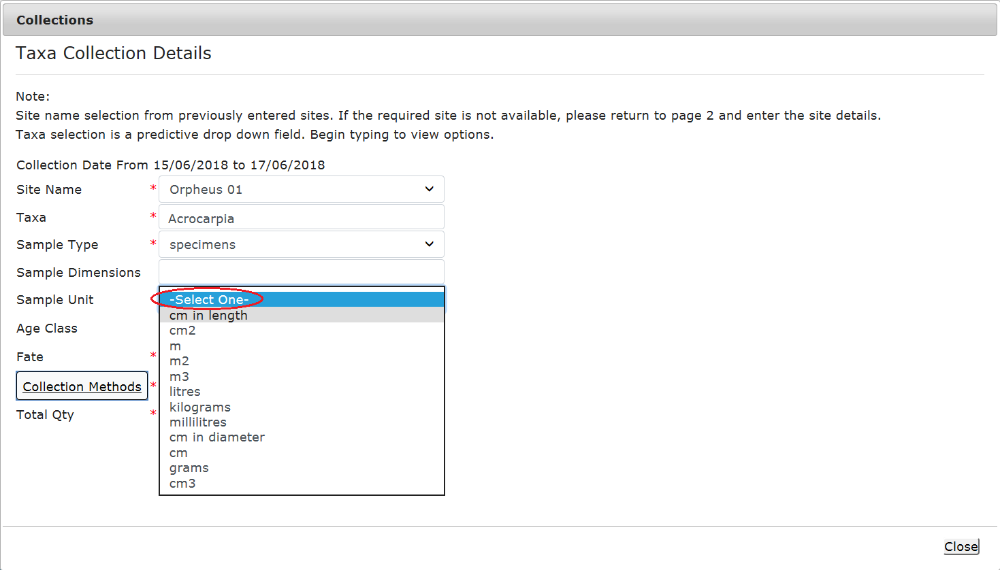 Collections
Taxa Collection Details
Note:
Site name selection from previously entered sites. If the required site is not available, please return to page 2 and enter the site details.
Taxa selection is a predictive drop down field. Begin typing to view options.
Collection Date From 15/06/2018 to 17/06/2018
Site Name * Orpheus 01
Taxa * Acrocarpia
Sample Type * specimens
Sample Dimensions
Sample Unit -Select One-
cm in length
cm2
Age Class
m
Fate *
m2
m3
Collection Methods *
litres
kilograms
Total Qty *
millilitres
cm in diameter
cm
grams
cm3
Close